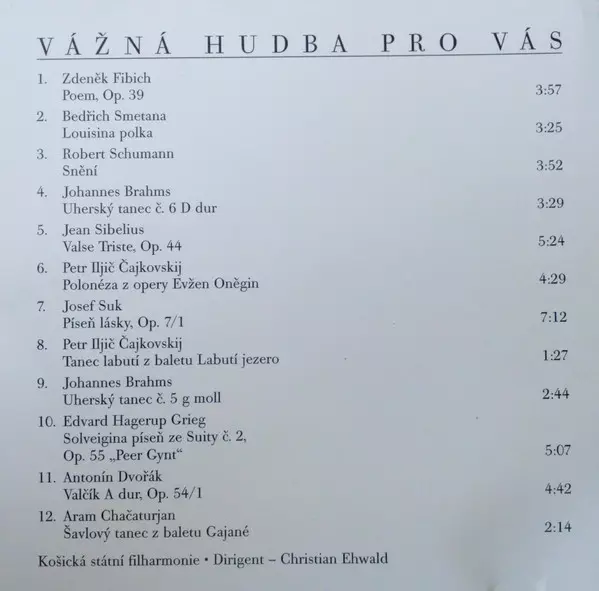 VÁŽNÁ HUDBA PRO VÁS
1. Zdeněk Fibich
Poem, Op. 39 3:57
2. Bedřich Smetana
Louisina polka 3:25
3. Robert Schumann
Snění 3:52
4. Johannes Brahms
Uherský tanec č. 6 D dur 3:29
5. Jean Sibelius
Valse Triste, Op. 44 5:24
6. Petr Iljič Čajkovskij
Polonéza z opery Evžen Oněgin 4:29
7. Josef Suk
Píseň lásky, Op. 7/1 7:12
8. Petr Iljič Čajkovskij
Tanec labutí z baletu Labutí jezero 1:27
9. Johannes Brahms
Uherský tanec č. 5 g moll 2:44
10. Edvard Hagerup Grieg
Solveigina píseň ze Suity č. 2,
Op. 55 „Peer Gynt“ 5:07
11. Antonín Dvořák
Valčík A dur, Op. 54/1 4:42
12. Aram Chačaturjan
Šavlový tanec z baletu Gajané 2:14
Košická státní filharmonie • Dirigent – Christian Ehwald